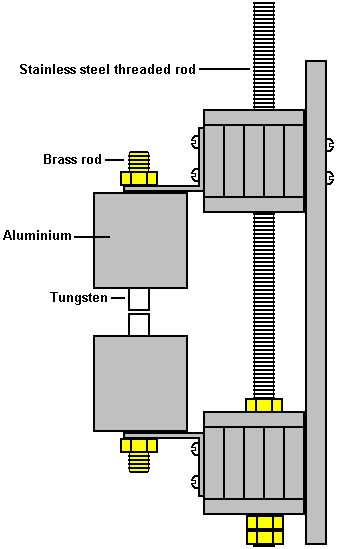 Stainless steel threaded rod
Brass rod
Aluminium
Tungsten